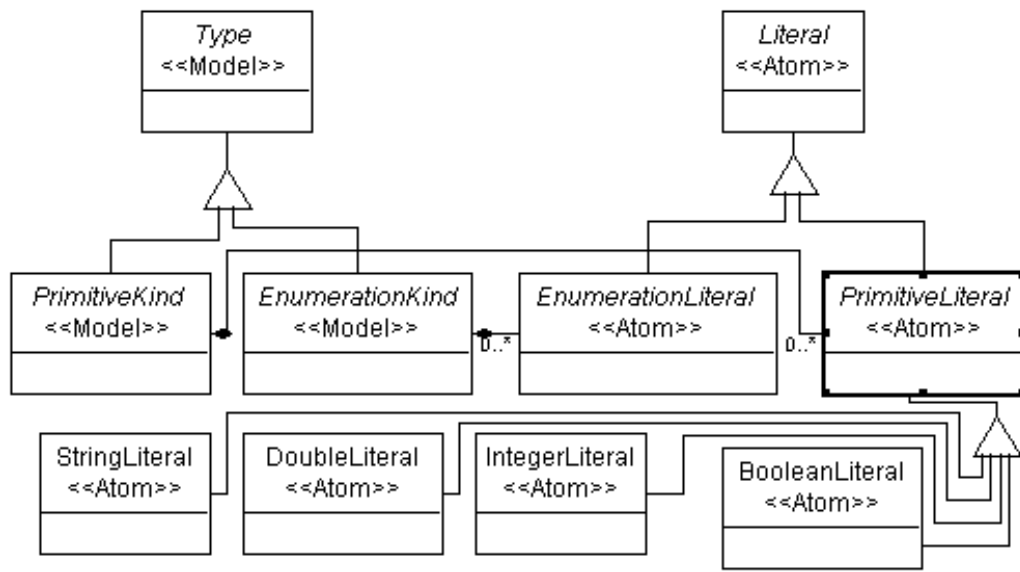 Type
<<Model>>
Literal
<<Atom>>
PrimitiveKind
<<Model>>
EnumerationKind
<<Model>>
0..*
EnumerationLiteral
<<Atom>>
0..*
PrimitiveLiteral
<<Atom>>
StringLiteral
<<Atom>>
DoubleLiteral
<<Atom>>
IntegerLiteral
<<Atom>>
BooleanLiteral
<<Atom>>